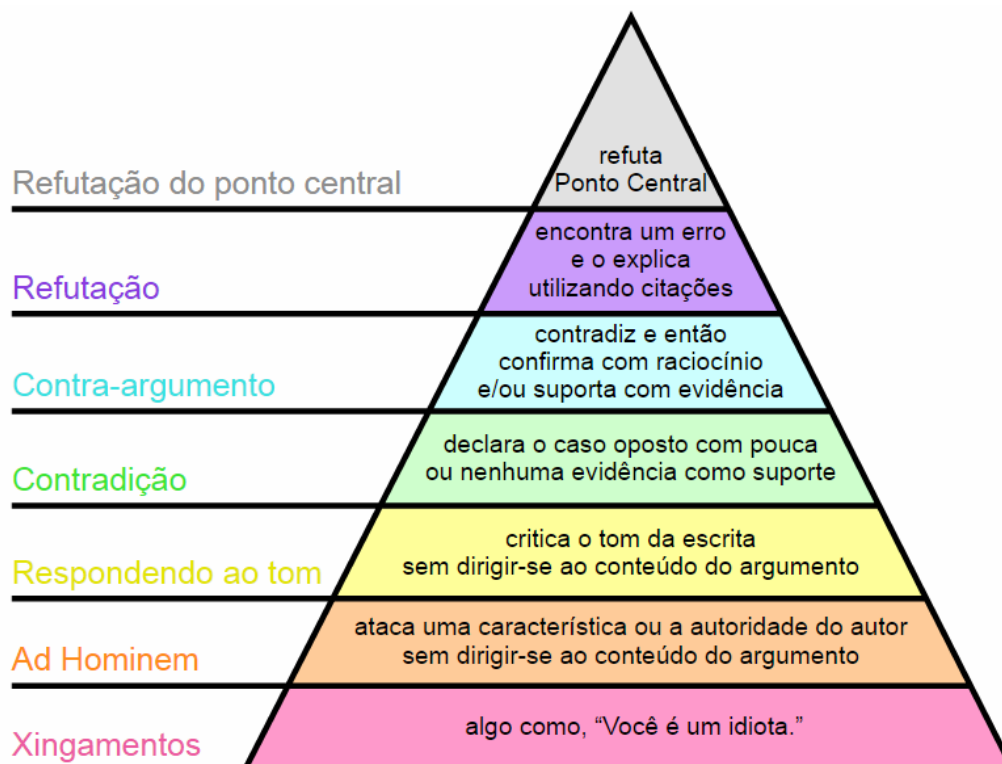 refuta
Ponto Central
Refutação do ponto central
encontra um erro
e o explica
utilizando citações
Refutação
contradiz e então
confirma com raciocínio
e/ou suporta com evidência
Contra-argumento
declara o caso oposto com pouca
ou nenhuma evidência como suporte
Contradição
critica o tom da escrita
sem dirigir-se ao conteúdo do argumento
Respondendo ao tom
ataca uma característica ou a autoridade do autor
sem dirigir-se ao conteúdo do argumento
Ad Hominem
algo como, “Você é um idiota.”
Xingamentos